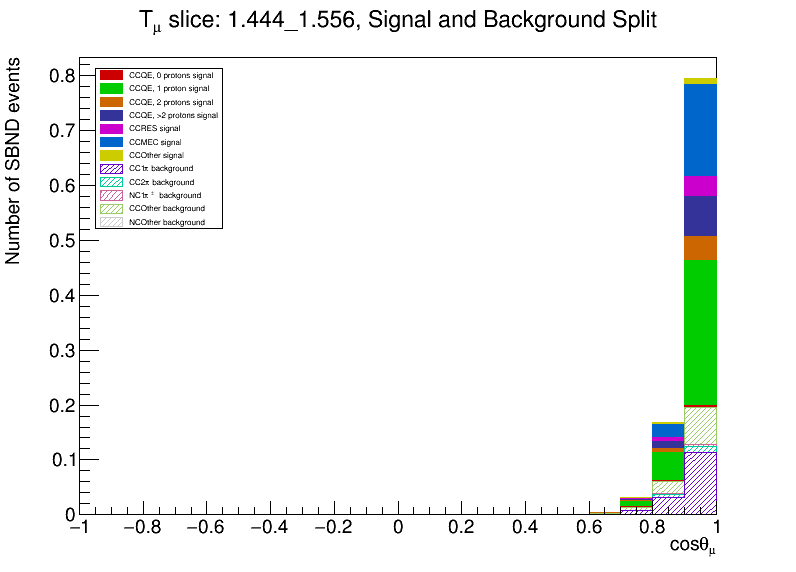 Tμ slice: 1.444_1.556, Signal and Background Split
Number of SBND events
0.8
0.7
0.6
0.5
0.4
0.3
0.2
0.1
0
CCQE, 0 protons signal
CCQE, 1 proton signal
CCQE, 2 protons signal
CCQE, >2 protons signal
CCRES signal
CCMEC signal
CCOther signal
CC1π background
CC2π background
NC1π± background
CCOther background
NCOther background
−1 −0.8 −0.6 −0.4 −0.2 0 0.2 0.4 0.6 0.8 1
cosθμ